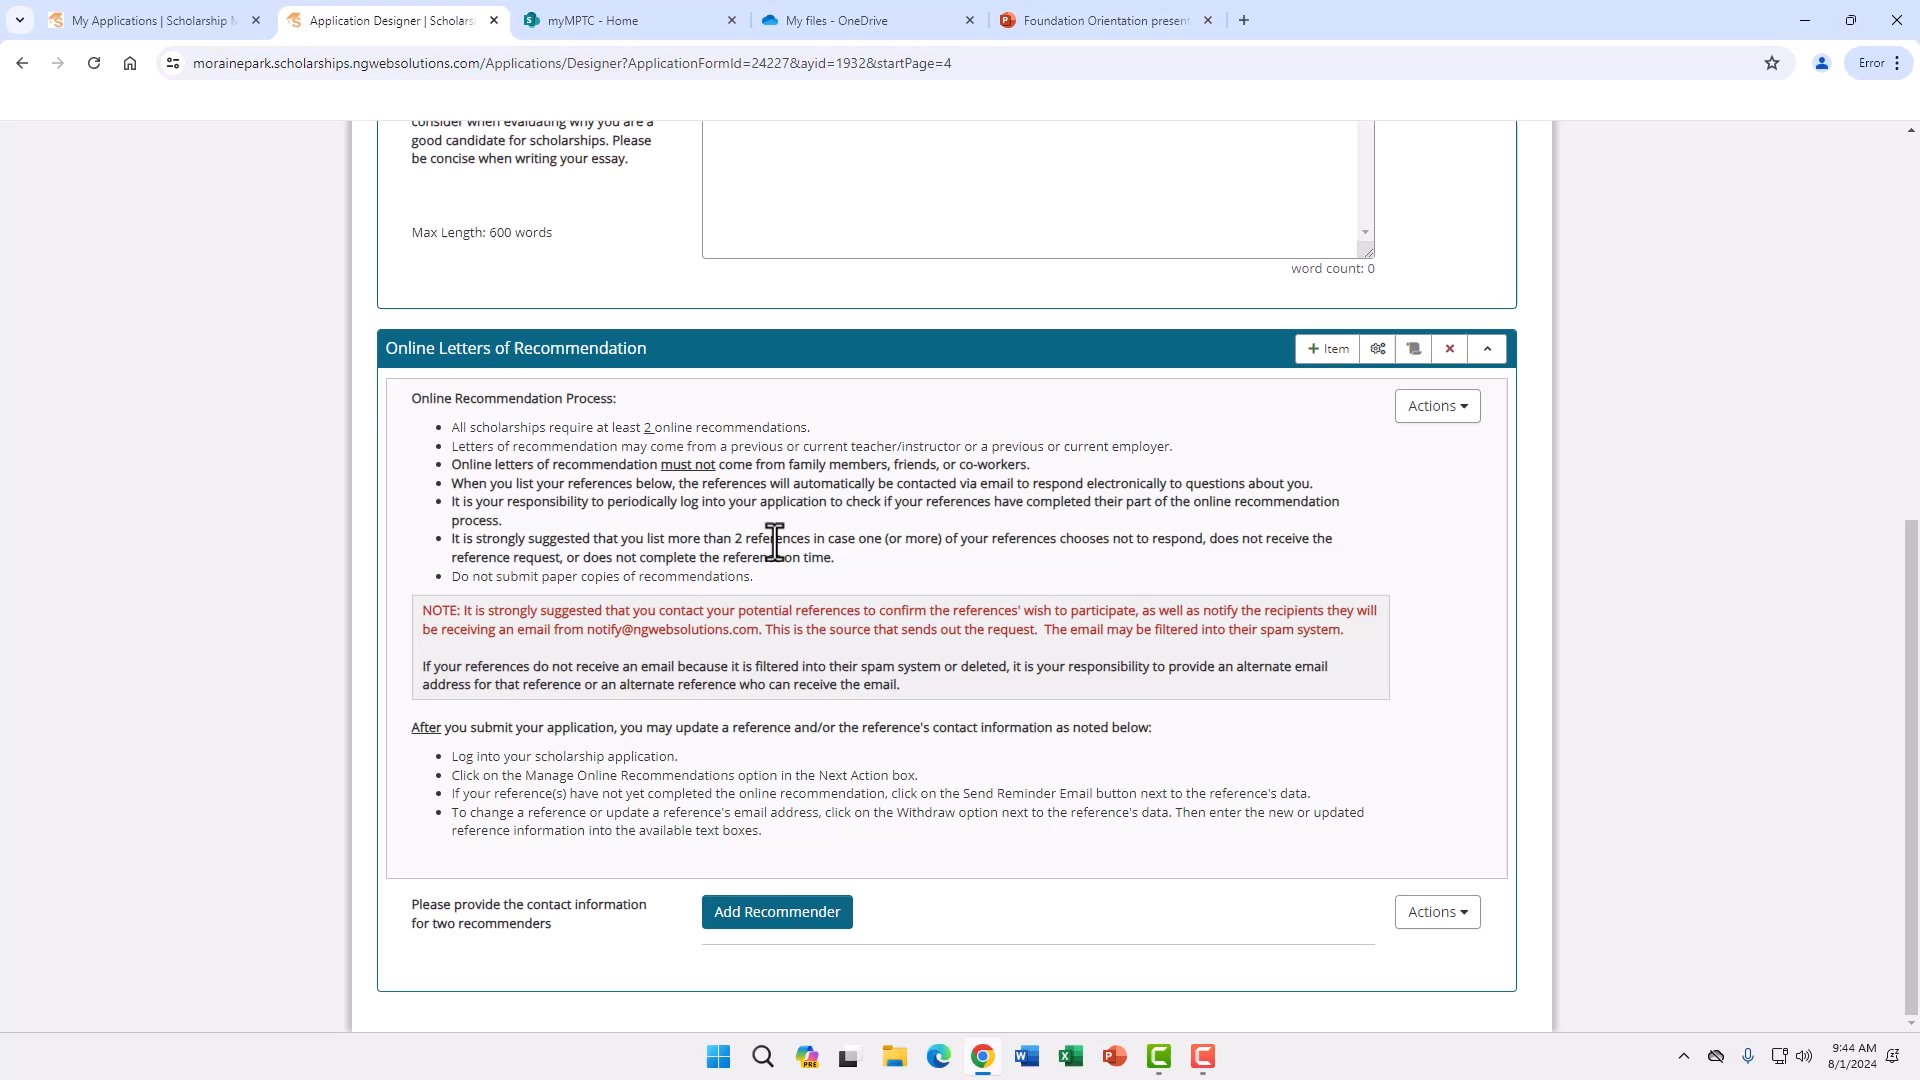 My Applications | Scholarship M
Application Designer | Scholars
myMPTC - Home
My files - OneDrive
Foundation Orientation present
morainepark.scholarships.ngwebsolutions.com/Applications/Designer?ApplicationFormId=24227&ayid=1932&startPage=4
Error
consider when evaluating why you are a
good candidate for scholarships. Please
be concise when writing your essay.
Max Length: 600 words
word count: 0
Online Letters of Recommendation
+ Item
Online Recommendation Process:
Actions
• All scholarships require at least 2 online recommendations.
• Letters of recommendation may come from a previous or current teacher/instructor or a previous or current employer.
• Online letters of recommendation must not come from family members, friends, or co-workers.
• When you list your references below, the references will automatically be contacted via email to respond electronically to questions about you.
• It is your responsibility to periodically log into your application to check if your references have completed their part of the online recommendation
process.
• It is strongly suggested that you list more than 2 references in case one (or more) of your references chooses not to respond, does not receive the
reference request, or does not complete the reference on time.
• Do not submit paper copies of recommendations.
NOTE: It is strongly suggested that you contact your potential references to confirm the references' wish to participate, as well as notify the recipients they will
be receiving an email from notify@ngwebsolutions.com. This is the source that sends out the request. The email may be filtered into their spam system.
If your references do not receive an email because it is filtered into their spam system or deleted, it is your responsibility to provide an alternate email
address for that reference or an alternate reference who can receive the email.
After you submit your application, you may update a reference and/or the reference's contact information as noted below:
• Log into your scholarship application.
• Click on the Manage Online Recommendations option in the Next Action box.
• If your reference(s) have not yet completed the online recommendation, click on the Send Reminder Email button next to the reference's data.
• To change a reference or update a reference's email address, click on the Withdraw option next to the reference's data. Then enter the new or updated
reference information into the available text boxes.
Please provide the contact information
for two recommenders
Add Recommender
Actions
9:44 AM
8/1/2024